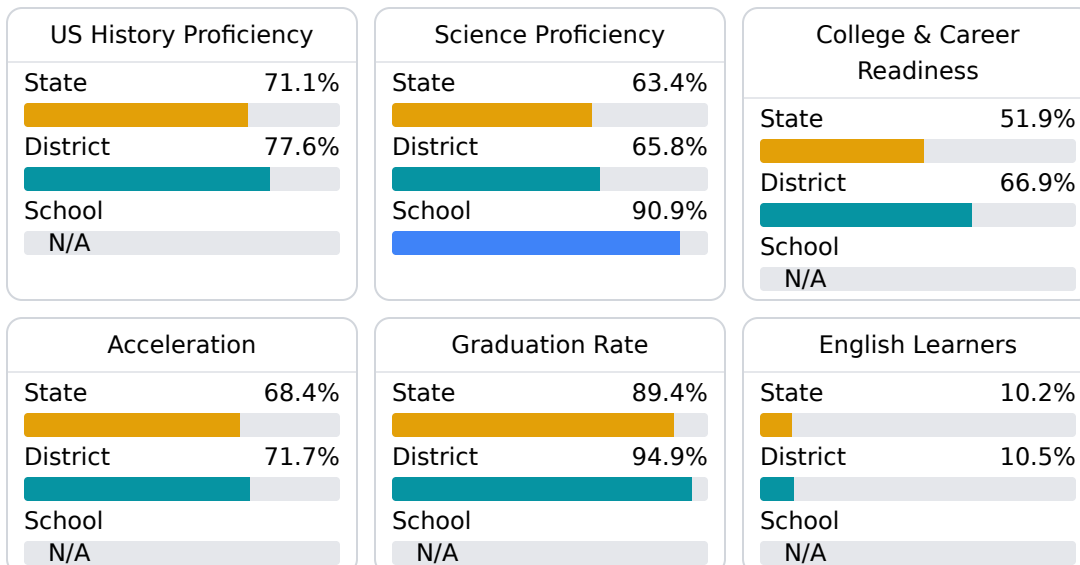 US History Proficiency
State 71.1%
District 77.6%
School
N/A
Science Proficiency
State 63.4%
District 65.8%
School 90.9%
College & Career
Readiness
State 51.9%
District 66.9%
School
N/A
Acceleration
State 68.4%
District 71.7%
School
N/A
Graduation Rate
State 89.4%
District 94.9%
School
N/A
English Learners
State 10.2%
District 10.5%
School
N/A